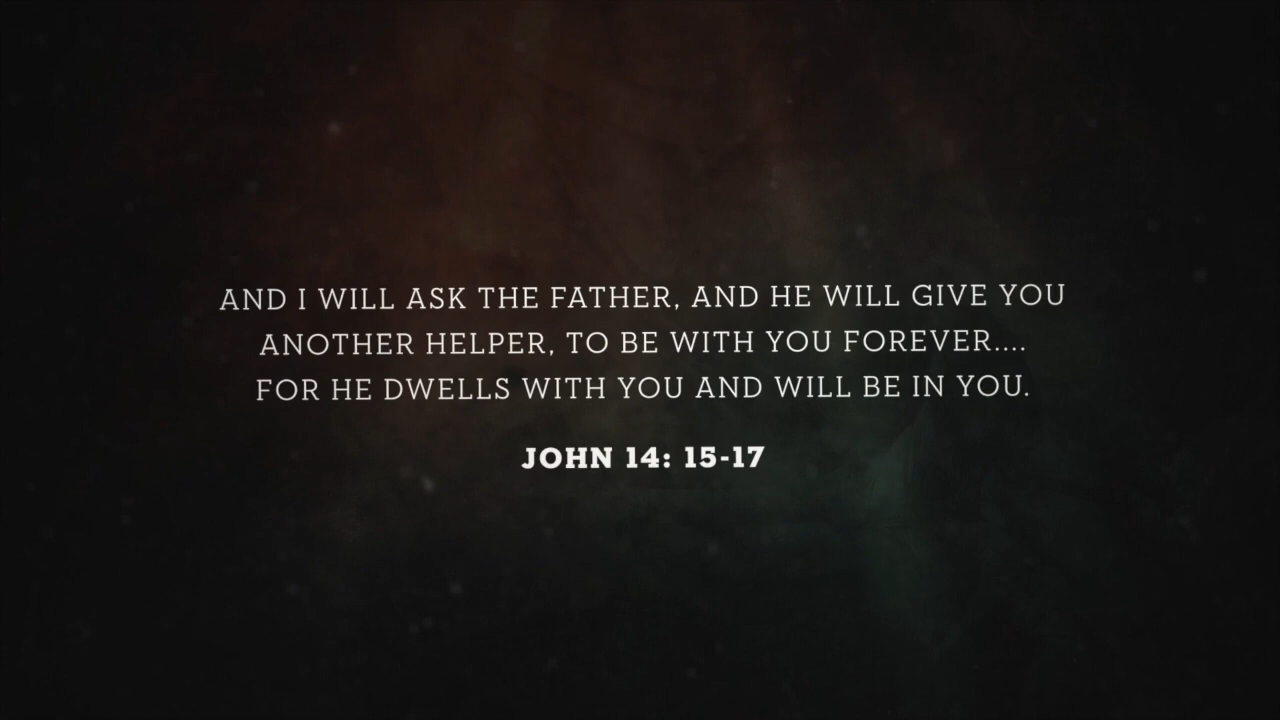 AND I WILL ASK THE FATHER, AND HE WILL GIVE YOU
ANOTHER HELPER, TO BE WITH YOU FOREVER....
FOR HE DWELLS WITH YOU AND WILL BE IN YOU.
JOHN 14: 15-17